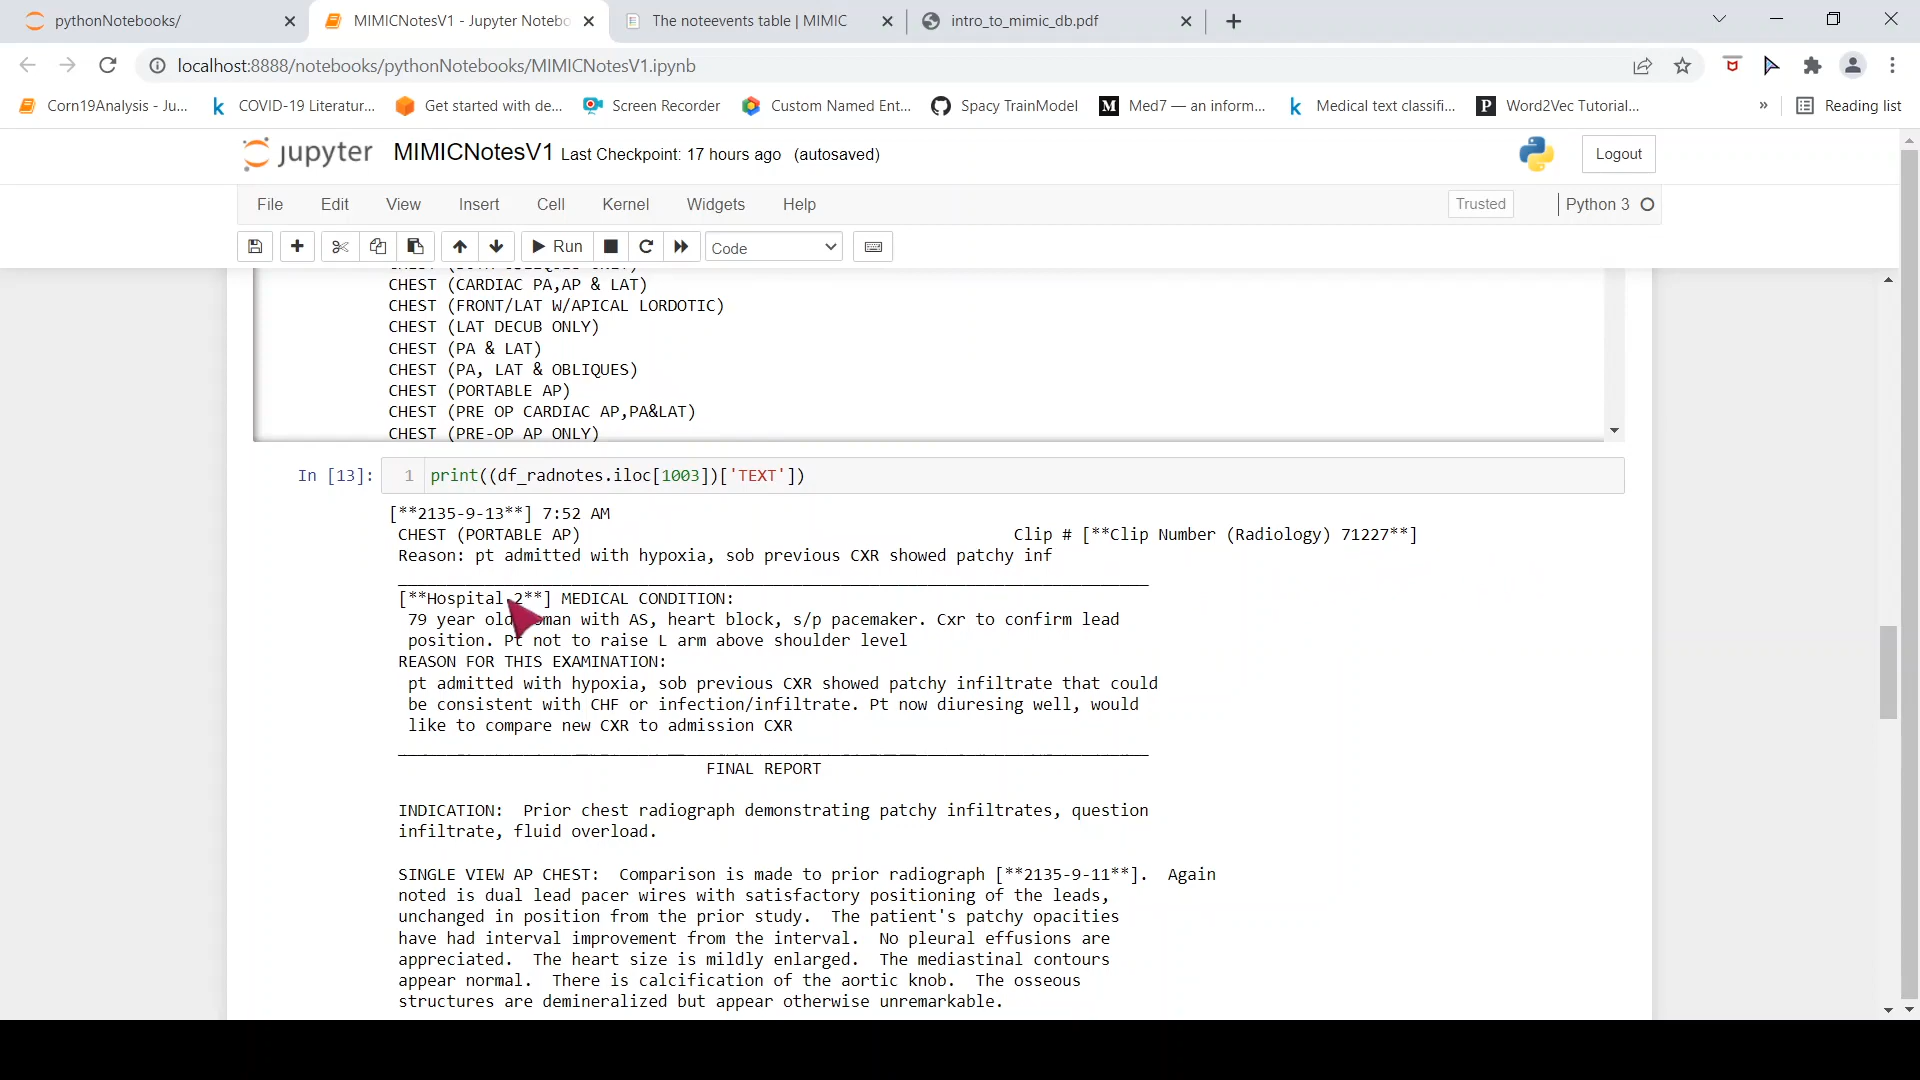 pythonNotebooks/
MIMICNotesV1 - Jupyter Notebo
The noteevents table | MIMIC
intro_to_mimic_db.pdf
localhost:8888/notebooks/pythonNotebooks/MIMICNotesV1.ipynb
Corn19Analysis - Ju...
COVID-19 Literatur...
Get started with de...
Screen Recorder
Custom Named Ent...
Spacy TrainModel
M Med7 — an inform...
Medical text classifi...
P Word2Vec Tutorial...
» Reading list
jupyter MIMICNotesV1 Last Checkpoint: 17 hours ago (autosaved)
Logout
File Edit View Insert Cell Kernel Widgets Help
Trusted
Python 3
Run
Code
CHEST (CARDIAC PA,AP & LAT)
CHEST (FRONT/LAT W/APICAL LORDOTIC)
CHEST (LAT DECUB ONLY)
CHEST (PA & LAT)
CHEST (PA, LAT & OBLIQUES)
CHEST (PORTABLE AP)
CHEST (PRE OP CARDIAC AP,PA&LAT)
CHEST (PRE-OP AP ONLY)
In [13]: 1 print((df_radnotes.iloc[1003])['TEXT'])
[**2135-9-13**] 7:52 AM
CHEST (PORTABLE AP) Clip # [**Clip Number (Radiology) 71227**]
Reason: pt admitted with hypoxia, sob previous CXR showed patchy inf
[**Hospital 2**] MEDICAL CONDITION:
79 year old woman with AS, heart block, s/p pacemaker. Cxr to confirm lead
position. Pt not to raise L arm above shoulder level
REASON FOR THIS EXAMINATION:
pt admitted with hypoxia, sob previous CXR showed patchy infiltrate that could
be consistent with CHF or infection/infiltrate. Pt now diuresing well, would
like to compare new CXR to admission CXR
FINAL REPORT
INDICATION: Prior chest radiograph demonstrating patchy infiltrates, question
infiltrate, fluid overload.
SINGLE VIEW AP CHEST: Comparison is made to prior radiograph [**2135-9-11**]. Again
noted is dual lead pacer wires with satisfactory positioning of the leads,
unchanged in position from the prior study. The patient's patchy opacities
have had interval improvement from the interval. No pleural effusions are
appreciated. The heart size is mildly enlarged. The mediastinal contours
appear normal. There is calcification of the aortic knob. The osseous
structures are demineralized but appear otherwise unremarkable.